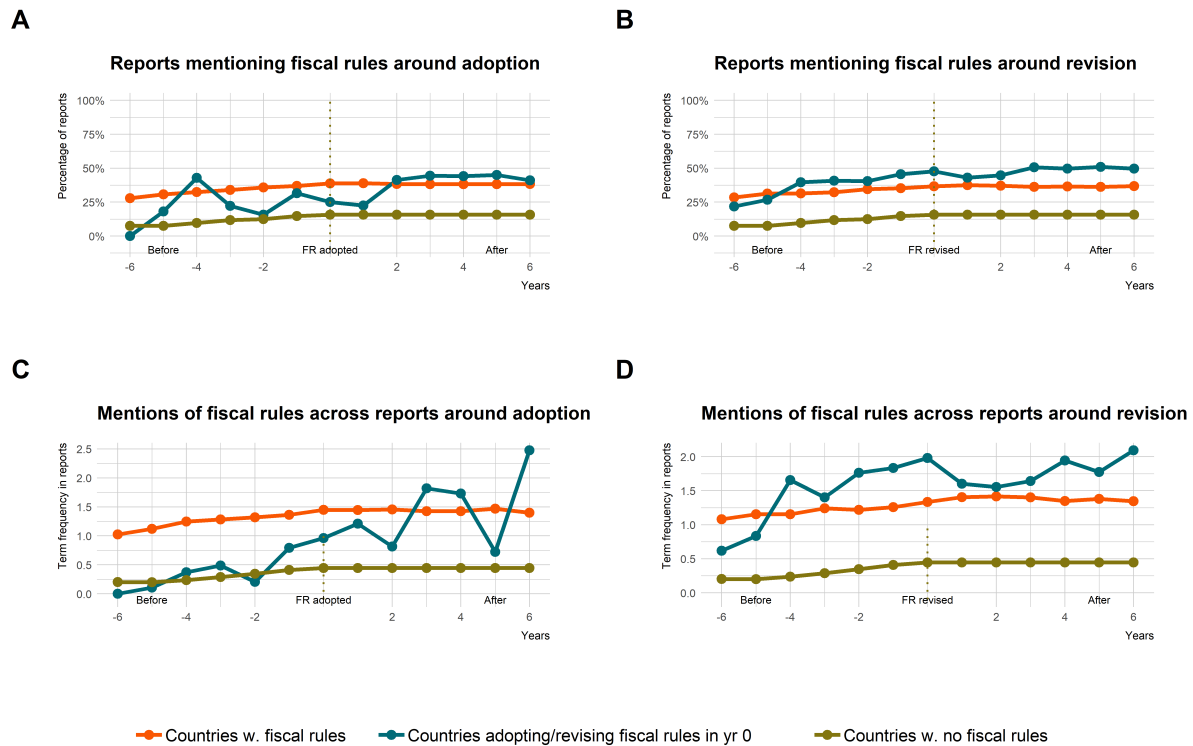 A
Reports mentioning fiscal rules around adoption
Percentage of reports
100%
75%
50%
25%
0%
Before
FR adopted
After
-6
-4
-2
2
4
6
Years
B
Reports mentioning fiscal rules around revision
Percentage of reports
100%
75%
50%
25%
0%
Before
FR revised
After
-6
-4
-2
2
4
6
Years
C
Mentions of fiscal rules across reports around adoption
Term frequency in reports
2.5
2.0
1.5
1.0
0.5
0.0
Before
FR adopted
After
-6
-4
-2
2
4
6
Years
D
Mentions of fiscal rules across reports around revision
Term frequency in reports
2.0
1.5
1.0
0.5
0.0
Before
FR revised
After
-6
-4
-2
2
4
6
Years
Countries w. fiscal rules
Countries adopting/revising fiscal rules in yr 0
Countries w. no fiscal rules